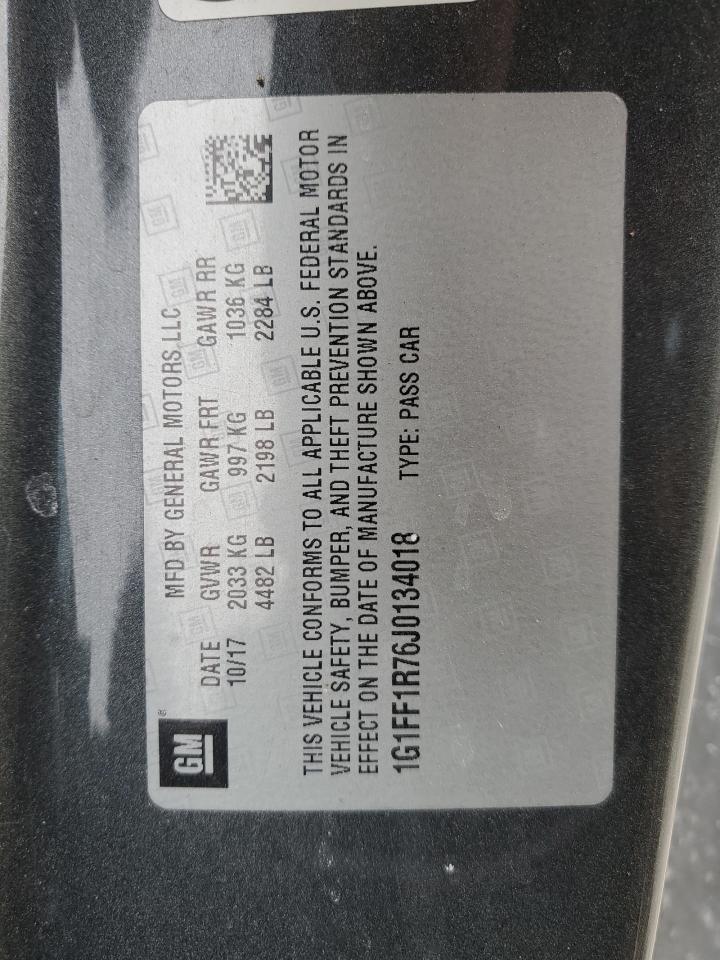 GM®
MFD BY GENERAL MOTORS LLC
DATE GVWR GAWR FRT GAWR RR
10/17 2033 KG 997 KG 1036 KG
4482 LB 2198 LB 2284 LB
THIS VEHICLE CONFORMS TO ALL APPLICABLE U.S. FEDERAL MOTOR
VEHICLE SAFETY, BUMPER, AND THEFT PREVENTION STANDARDS IN
EFFECT ON THE DATE OF MANUFACTURE SHOWN ABOVE.
1G1FF1R76J0134018 TYPE: PASS CAR